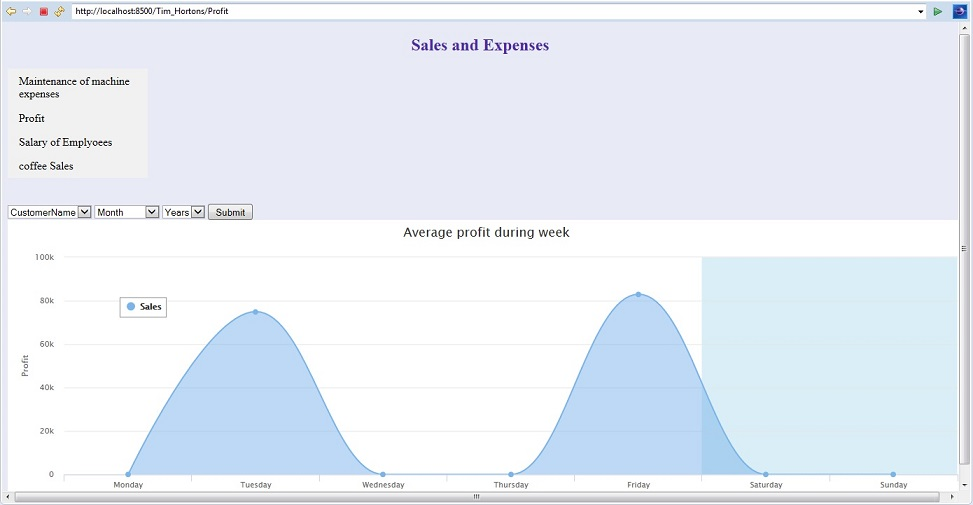 http://localhost:8500/Tim_Hortons/Profit
Sales and Expenses
Maintenance of machine
expenses
Profit
Salary of Emplyoees
coffee Sales
CustomerName Month Years Submit
Average profit during week
100k
80k
60k
40k
20k
0
Profit
Sales
Monday Tuesday Wednesday Thursday Friday Saturday Sunday